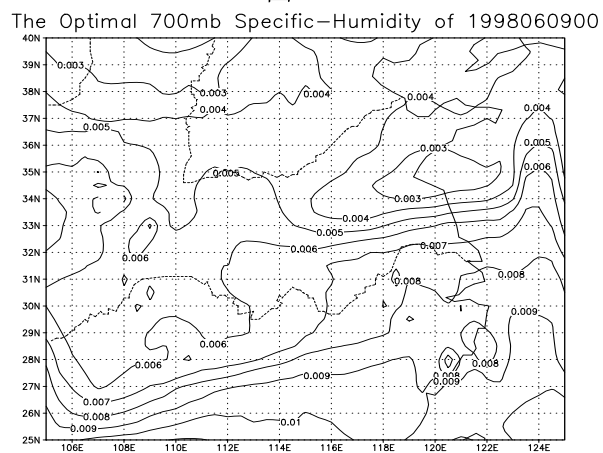 The Optimal 700mb Specific-Humidity of 1998060900
40N
39N
0.003
38N
0.003
0.004
0.004
37N
0.004
0.004
0.005
36N
0.003
0.005
35N
0.005
0.006
34N
0.003
0.004
33N
0.005
0.006
0.007
32N
0.006
31N
0.008
0.008
30N
0.009
29N
0.006
28N
0.006
0.008
0.009
0.008
0.009
27N
0.007
26N
0.008
0.009
0.01
25N
106E 108E 110E 112E 114E 116E 118E 120E 122E 124E